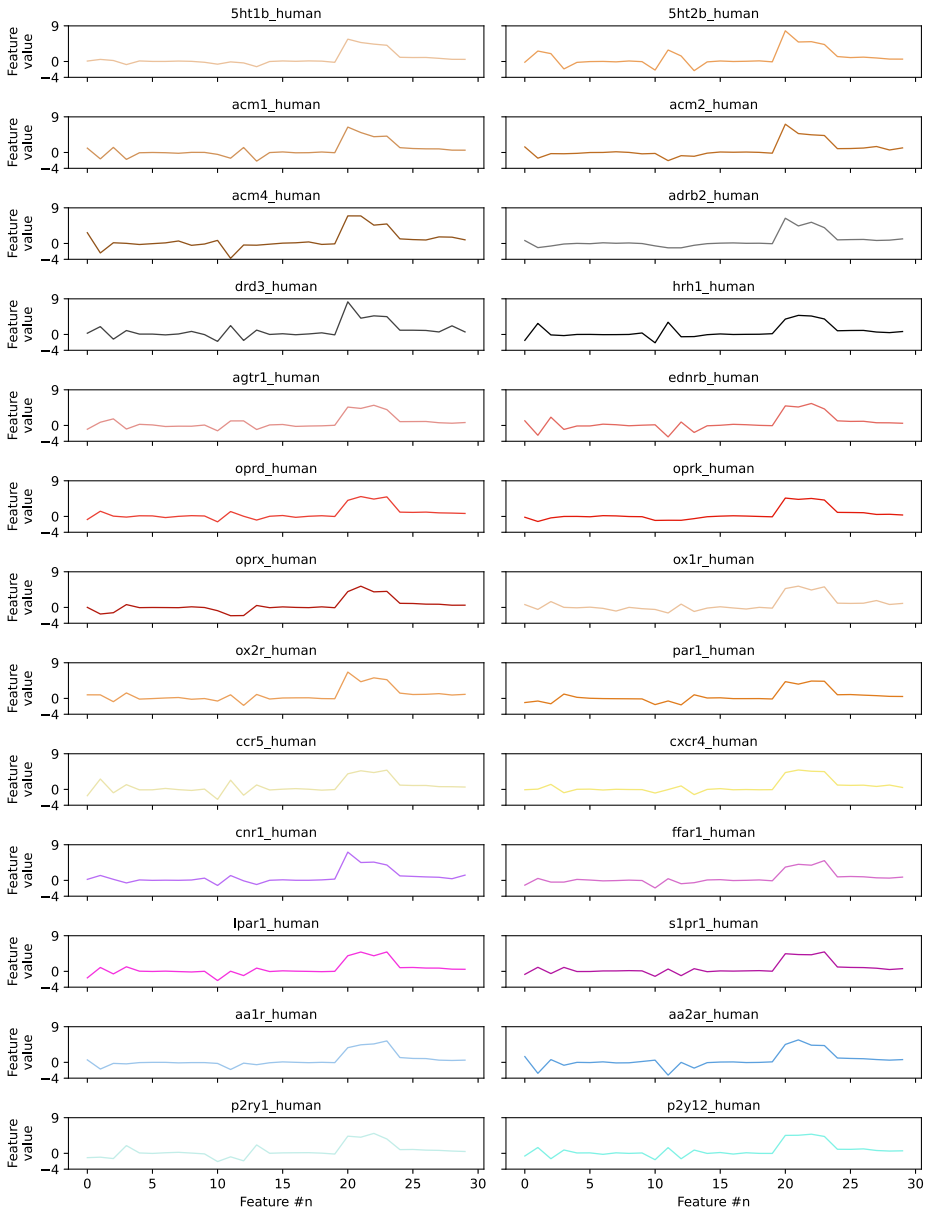 5ht1b_human 5ht2b_human
Feature
value
9
0
−4
acm1_human acm2_human
Feature
value
9
0
−4
acm4_human adrb2_human
Feature
value
9
0
−4
drd3_human hrh1_human
Feature
value
9
0
−4
agtr1_human ednrb_human
Feature
value
9
0
−4
oprd_human oprk_human
Feature
value
9
0
−4
oprx_human ox1r_human
Feature
value
9
0
−4
ox2r_human par1_human
Feature
value
9
0
−4
ccr5_human cxcr4_human
Feature
value
9
0
−4
cnr1_human ffar1_human
Feature
value
9
0
−4
lpar1_human s1pr1_human
Feature
value
9
0
−4
aa1r_human aa2ar_human
Feature
value
9
0
−4
p2ry1_human p2y12_human
Feature
value
9
0
−4
0 5 10 15 20 25 30 0 5 10 15 20 25 30
Feature #n Feature #n